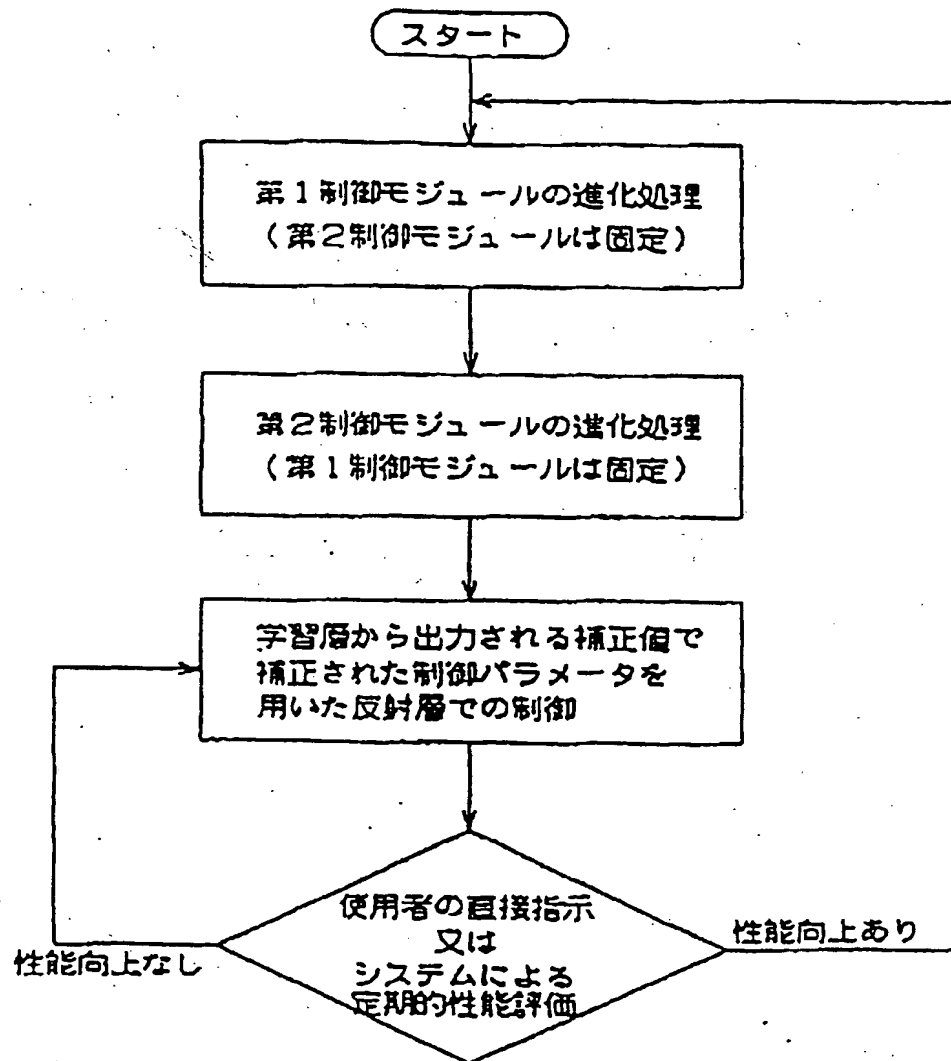 スタート
第1制御モジュールの進化処理
(第2制御モジュールは固定)
第2制御モジュールの進化処理
(第1制御モジュールは固定)
学習層から出力される補正値で
補正された制御パラメータを
用いた反射層での制御
使用者の直接指示
又は
システムによる
定期的性能評価
性能向上なし
性能向上あり